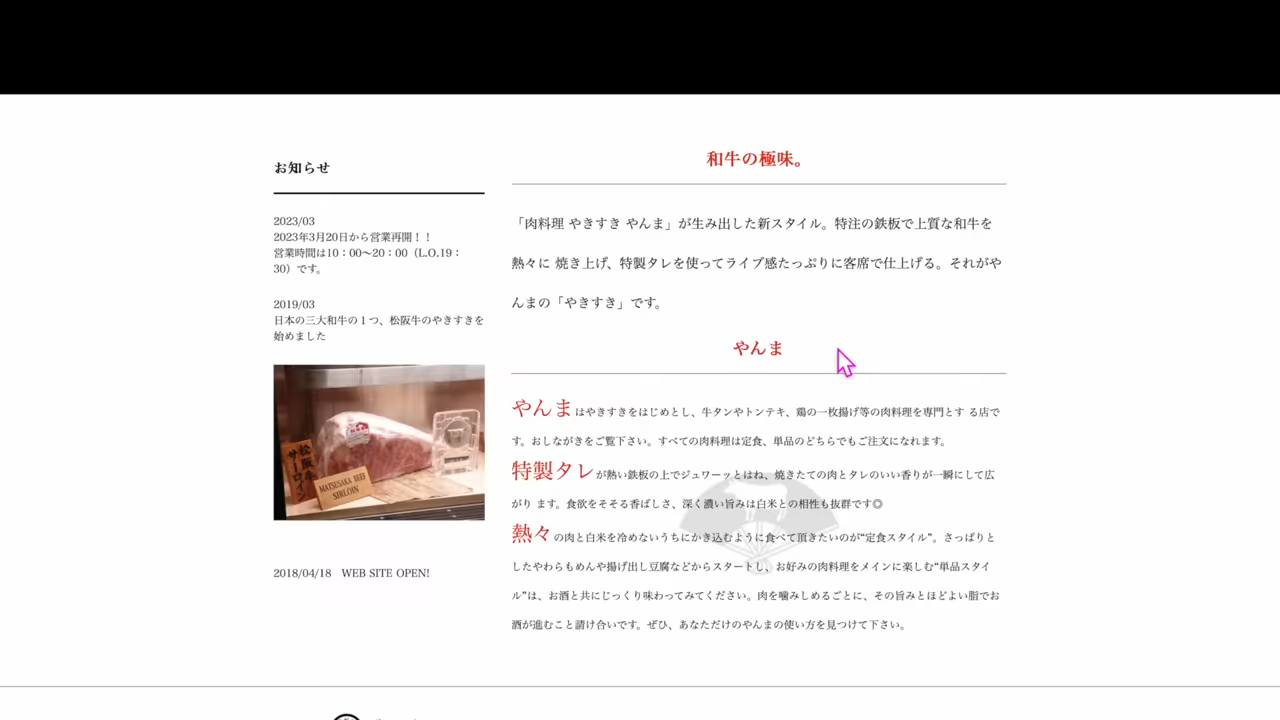 お知らせ
2023/03
2023年3月20日から営業再開！！
営業時間は10：00〜20：00（L.O.19：
30）です。
2019/03
日本の三大和牛の１つ、松阪牛のやきすきを
始めました
松阪牛
サーロイン
MATSUSAKA BEEF
SIRLOIN
2018/04/18　WEB SITE OPEN!
和牛の極味。
「肉料理 やきすき やんま」が生み出した新スタイル。特注の鉄板で上質な和牛を
熱々に 焼き上げ、特製タレを使ってライブ感たっぷりに客席で仕上げる。それがや
んまの「やきすき」です。
やんま
やんまはやきすきをはじめとし、牛タンやトンテキ、鶏の一枚揚げ等の肉料理を専門とす る店で
す。おしながきをご覧下さい。すべての肉料理は定食、単品のどちらでもご注文になれます。
特製タレが熱い鉄板の上でジュワーッとはね、焼きたての肉とタレのいい香りが一瞬にして広
がり ます。食欲をそそる香ばしさ、深く濃い旨みは白米との相性も抜群です◎
熱々の肉と白米を冷めないうちにかき込むように食べて頂きたいのが“定食スタイル”。さっぱりと
したやわらもめんや揚げ出し豆腐などからスタートし、お好みの肉料理をメインに楽しむ“単品スタイ
ル”は、お酒と共にじっくり味わってみてください。肉を噛みしめるごとに、その旨みとほどよい脂でお
酒が進むこと請け合いです。ぜひ、あなただけのやんまの使い方を見つけて下さい。